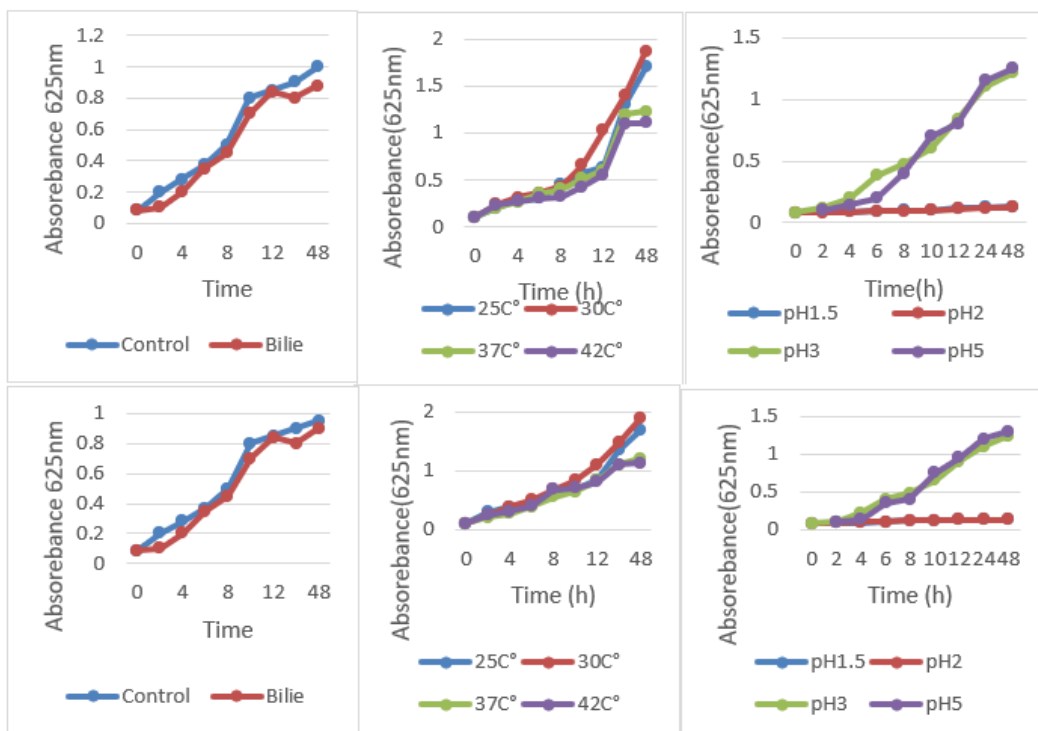 Absorebance 625nm
1.2
1
0.8
0.6
0.4
0.2
0
0 4 8 12 48
Time
Control Bilie
Absorebance(625nm)
2
1.5
1
0.5
0
0 4 8 12 48
Time (h)
25C° 30C°
37C° 42C°
Absorebance(625nm)
1.5
1
0.5
0
0 2 4 6 8 10 12 24 48
Time(h)
pH1.5 pH2
pH3 pH5
Absorebance 625nm
1
0.8
0.6
0.4
0.2
0
0 4 8 12 48
Time
Control Bilie
Absorebance(625nm)
2
1
0
0 4 8 12 48
Time (h)
25C° 30C°
37C° 42C°
Absorebance(625nm)
1.5
1
0.5
0
0 2 4 6 8 10 12 24 48
Time (h)
pH1.5 pH2
pH3 pH5